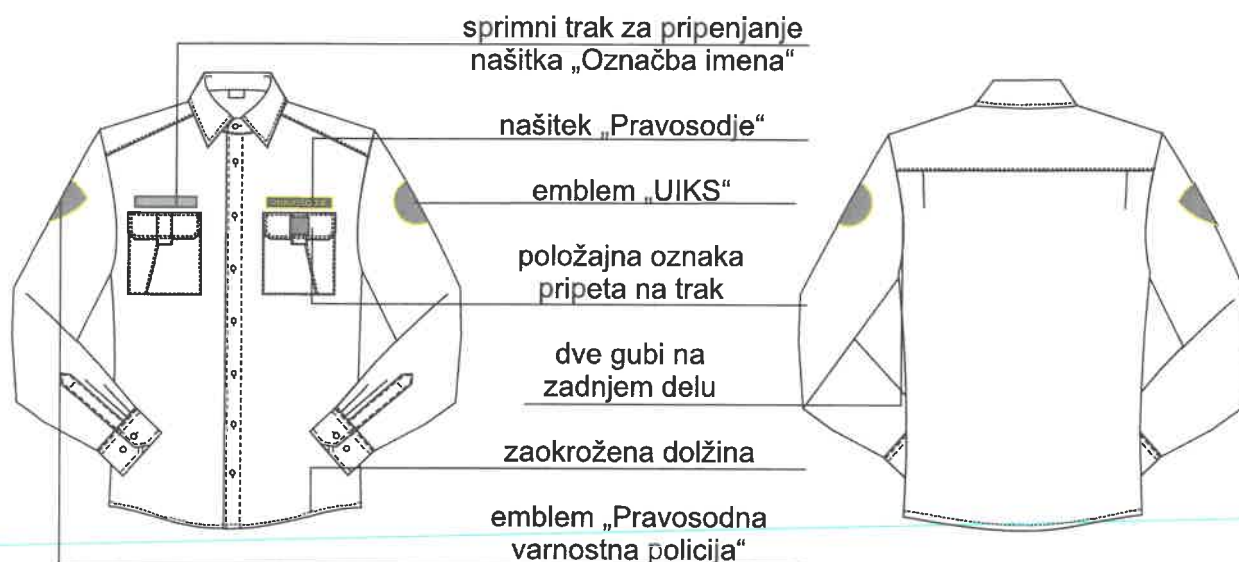 sprimni trak za pripenjanje
našitka „Označba imena“
našitek „Pravosodje“
emblem „UIKS“
položajna oznaka
pripeta na trak
dve gubi na
zadnjem delu
zaokrožena dolžina
emblem „Pravosodna
varnostna policija“